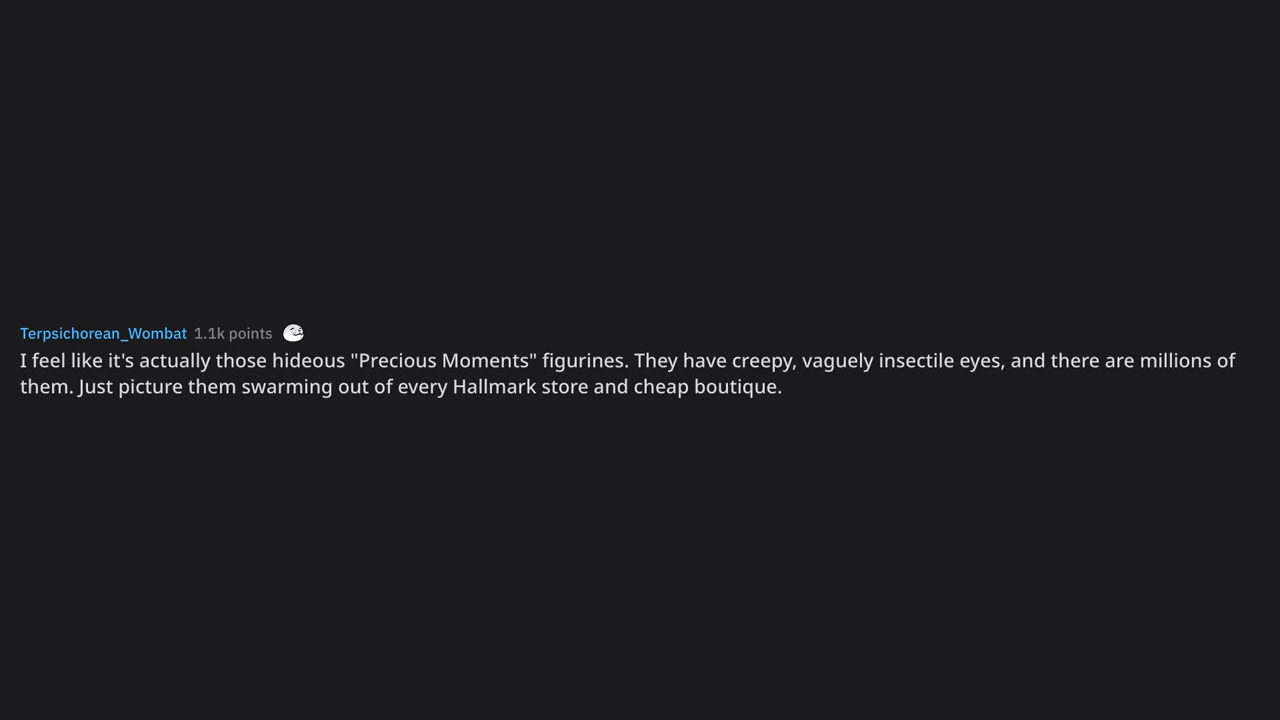 Terpsichorean_Wombat 1.1k points
I feel like it's actually those hideous "Precious Moments" figurines. They have creepy, vaguely insectile eyes, and there are millions of
them. Just picture them swarming out of every Hallmark store and cheap boutique.